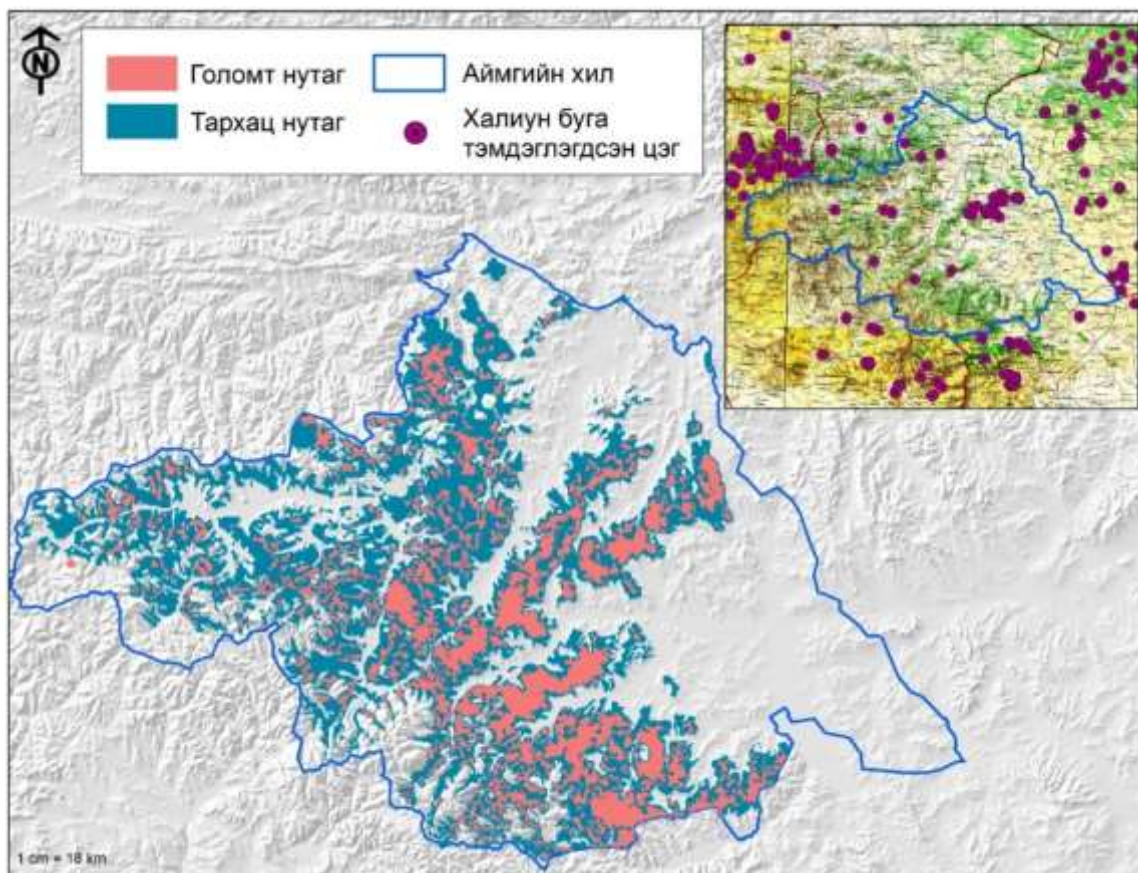 N
Голомт нутаг
Тархац нутаг
Аймгийн хил
Халиун буга
тэмдэглэгдсэн цэг
1 cm = 18 km